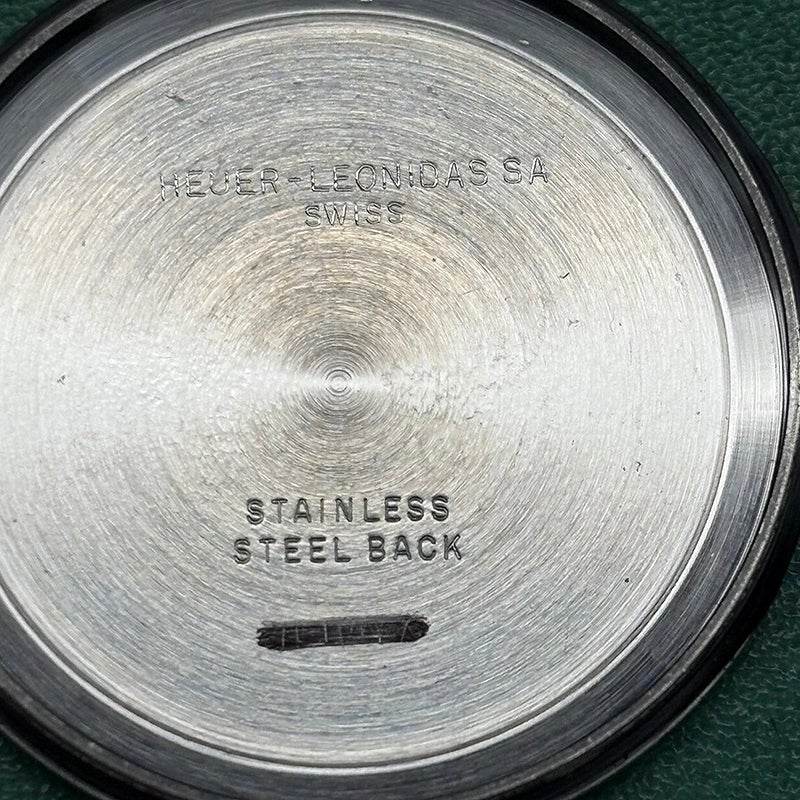 HEUER-LEONIDAS SA
SWISS
STAINLESS
STEEL BACK